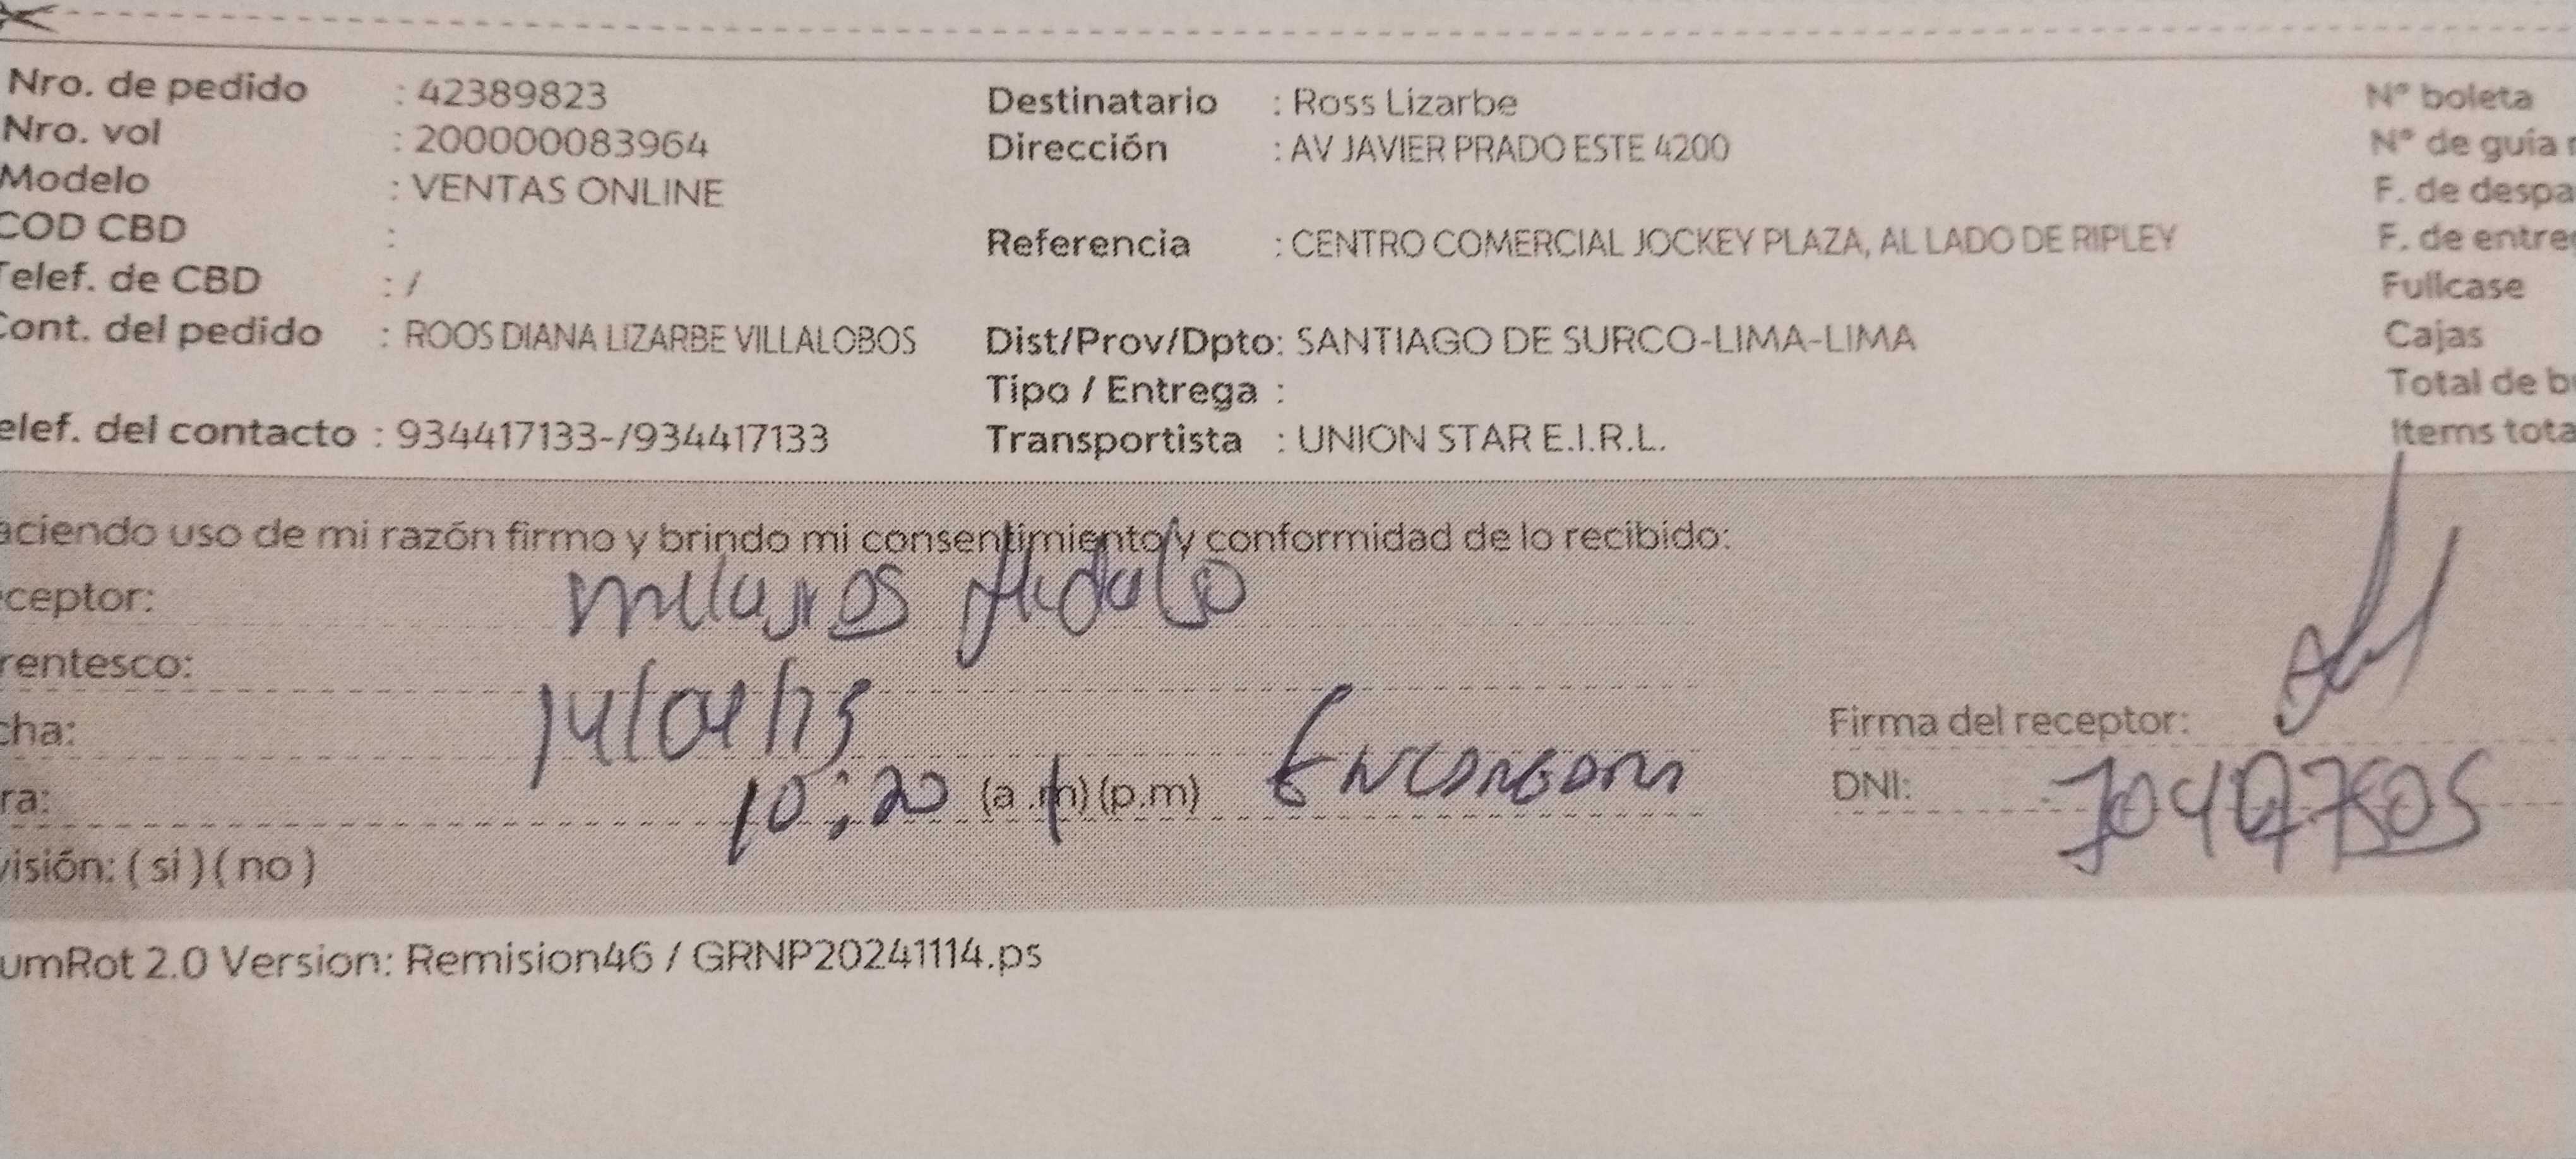 Nro. de pedido : 42389823
Nro. vol : 200000083964
Modelo : VENTAS ONLINE
COD CBD :
Telef. de CBD : /
Cont. del pedido : ROOS DIANA LIZARBE VILLALOBOS
elef. del contacto : 934417133-/934417133
Destinatario : Ross Lizarbe
Dirección : AV JAVIER PRADO ESTE 4200
Referencia : CENTRO COMERCIAL JOCKEY PLAZA, AL LADO DE RIPLEY
Dist/Prov/Dpto: SANTIAGO DE SURCO-LIMA-LIMA
Tipo / Entrega :
Transportista : UNION STAR E.I.R.L.
N° boleta
N° de guía
F. de despa
F. de entre
Fullcase
Cajas
Total de
Items tota
aciendo uso de mi razón firmo y brindo mi consentimiento y conformidad de lo recibido:
ceptor: milagros
rentesco:
cha:
ra: 10:20 (a.m) (p.m)
visión: ( si ) ( no )
Firma del receptor:
DNI:
umRot 2.0 Version: Remision46 / GRNP20241114.ps